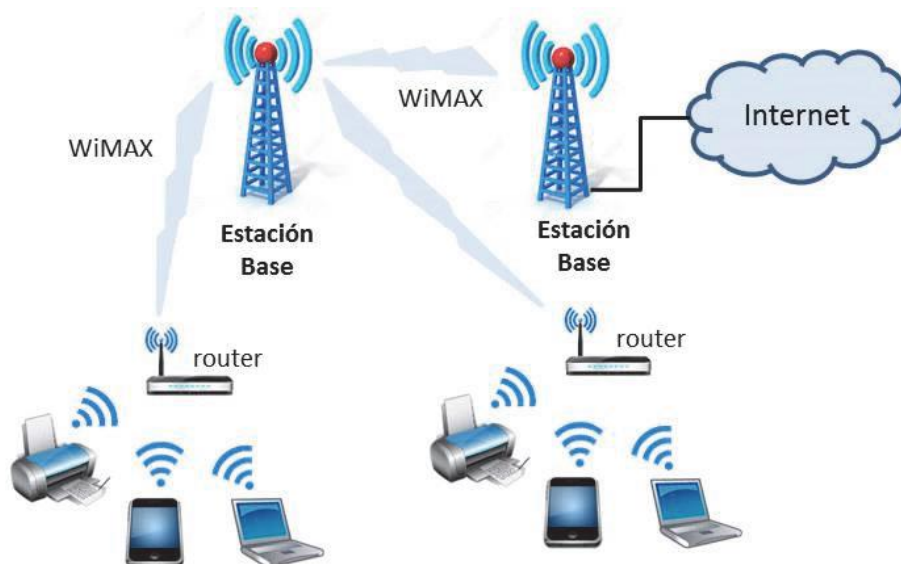 WiMAX
WiMAX
Internet
Estación
Base
Estación
Base
router
router